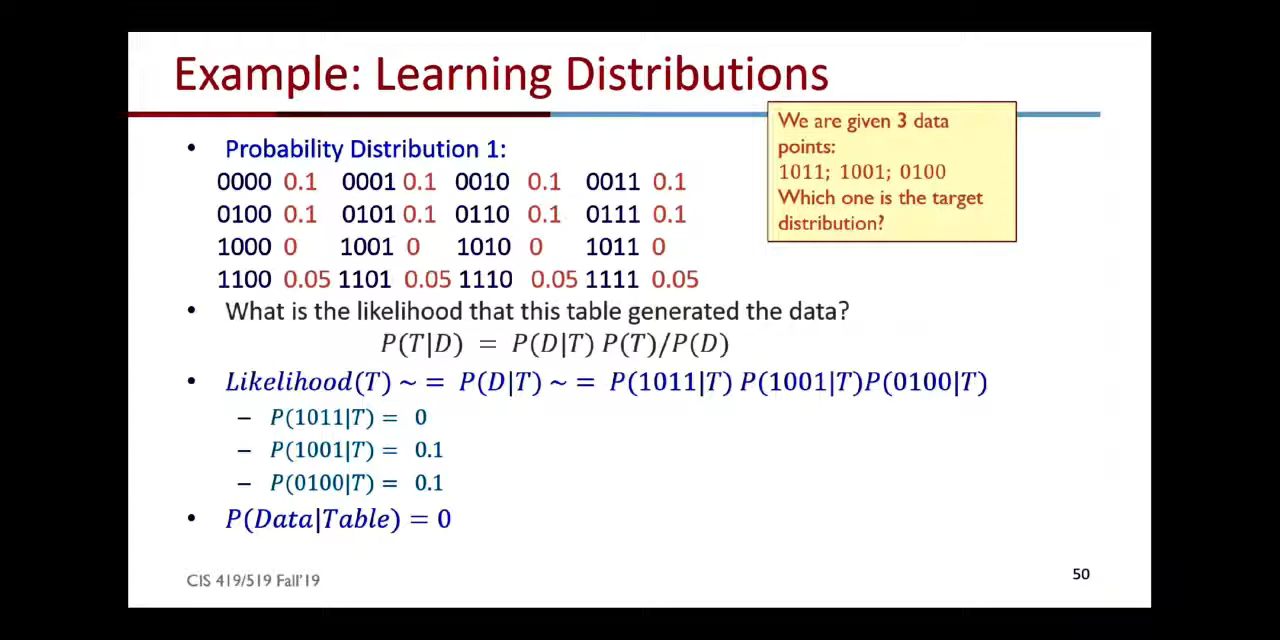 Example: Learning Distributions
We are given 3 data
points:
1011; 1001; 0100
Which one is the target
distribution?
• Probability Distribution 1:
0000 0.1 0001 0.1 0010 0.1 0011 0.1
0100 0.1 0101 0.1 0110 0.1 0111 0.1
1000 0 1001 0 1010 0 1011 0
1100 0.05 1101 0.05 1110 0.05 1111 0.05
• What is the likelihood that this table generated the data?
P(T|D) = P(D|T) P(T)/P(D)
• Likelihood(T) ~ = P(D|T) ~ = P(1011|T) P(1001|T)P(0100|T)
– P(1011|T) = 0
– P(1001|T) = 0.1
– P(0100|T) = 0.1
• P(Data|Table) = 0
CIS 419/519 Fall'19
50